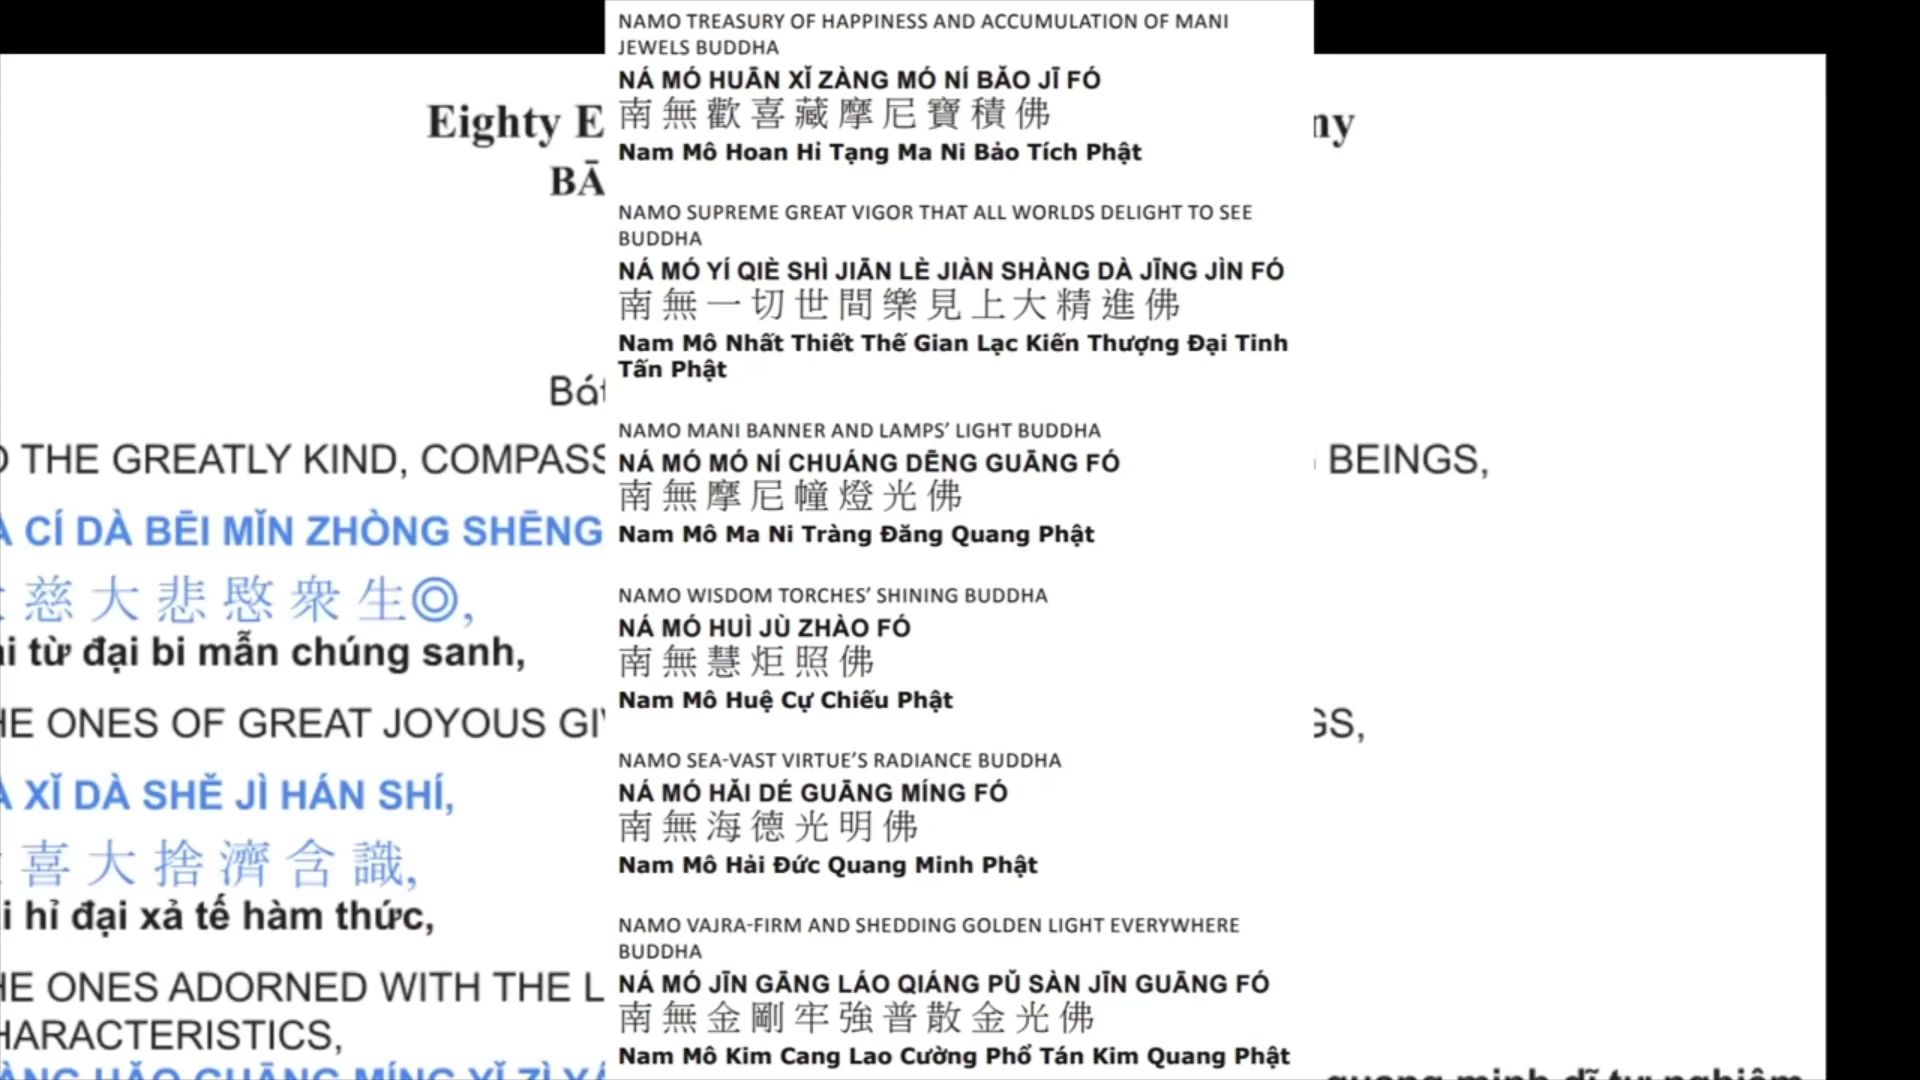 NAMO TREASURY OF HAPPINESS AND ACCUMULATION OF MANI
JEWELS BUDDHA
NÁ MÓ HUĀN XǏ ZÀNG MÓ NÍ BǍO JĪ FÓ
南無歡喜藏摩尼寶積佛
Nam Mô Hoan Hỉ Tạng Ma Ni Bảo Tích Phật
NAMO SUPREME GREAT VIGOR THAT ALL WORLDS DELIGHT TO SEE
BUDDHA
NÁ MÓ YÍ QIÈ SHÌ JIĀN LÈ JIÀN SHÀNG DÀ JĪNG JÌN FÓ
南無一切世間樂見上大精進佛
Nam Mô Nhất Thiết Thế Gian Lạc Kiến Thượng Đại Tinh
Tấn Phật
NAMO MANI BANNER AND LAMPS’ LIGHT BUDDHA
NÁ MÓ MÓ NÍ CHUÁNG DĒNG GUĀNG FÓ
南無摩尼幢燈光佛
Nam Mô Ma Ni Tràng Đăng Quang Phật
NAMO WISDOM TORCHES’ SHINING BUDDHA
NÁ MÓ HUÌ JÙ ZHÀO FÓ
南無慧炬照佛
Nam Mô Huệ Cự Chiếu Phật
NAMO SEA-VAST VIRTUE’S RADIANCE BUDDHA
NÁ MÓ HǍI DÉ GUĀNG MÍNG FÓ
南無海德光明佛
Nam Mô Hải Đức Quang Minh Phật
NAMO VAJRA-FIRM AND SHEDDING GOLDEN LIGHT EVERYWHERE
BUDDHA
NÁ MÓ JĪN GĀNG LÁO QIÁNG PǓ SÀN JĪN GUĀNG FÓ
南無金剛牢強普散金光佛
Nam Mô Kim Cang Lao Cường Phổ Tán Kim Quang Phật
Eighty E
BĀ
THE GREATLY KIND, COMPASS
BEINGS,
CÍ DÀ BĒI MǏN ZHÒNG SHĒNG
慈大悲愍衆生◎,
từ đại bi mẫn chúng sanh,
ONES OF GREAT JOYOUS
XǏ DÀ SHĚ JÌ HÁN SHÍ,
喜大捨濟含識,
hỉ đại xả tế hàm thức,
ONES ADORNED WITH THE L
HARACTERISTICS,